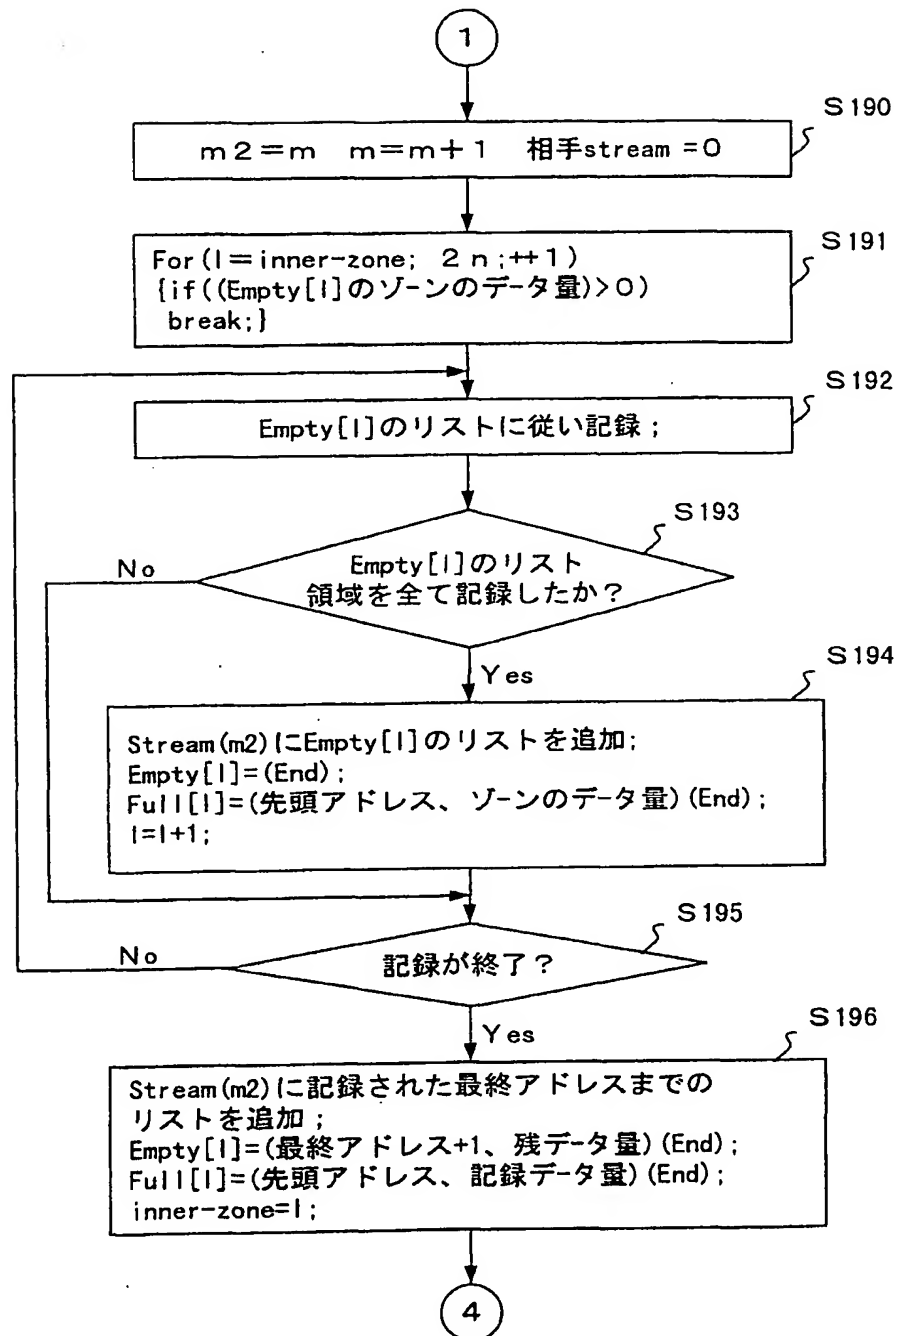 1
S190
m2=m m=m+1 相手stream =0
S191
For(l=inner-zone; 2n;++1)
{if((Empty[l]のゾーンのデータ量)>0)
break;}
S192
Empty[l]のリストに従い記録;
S193
No
Empty[l]のリスト
領域を全て記録したか?
Yes
S194
Stream(m2)にEmpty[l]のリストを追加;
Empty[l]=(End);
Full[l]=(先頭アドレス、ゾーンのデータ量)(End);
l=l+1;
S195
No
記録が終了?
Yes
S196
Stream(m2)に記録された最終アドレスまでの
リストを追加;
Empty[l]=(最終アドレス+1、残データ量)(End);
Full[l]=(先頭アドレス、記録データ量)(End);
inner-zone=l;
4